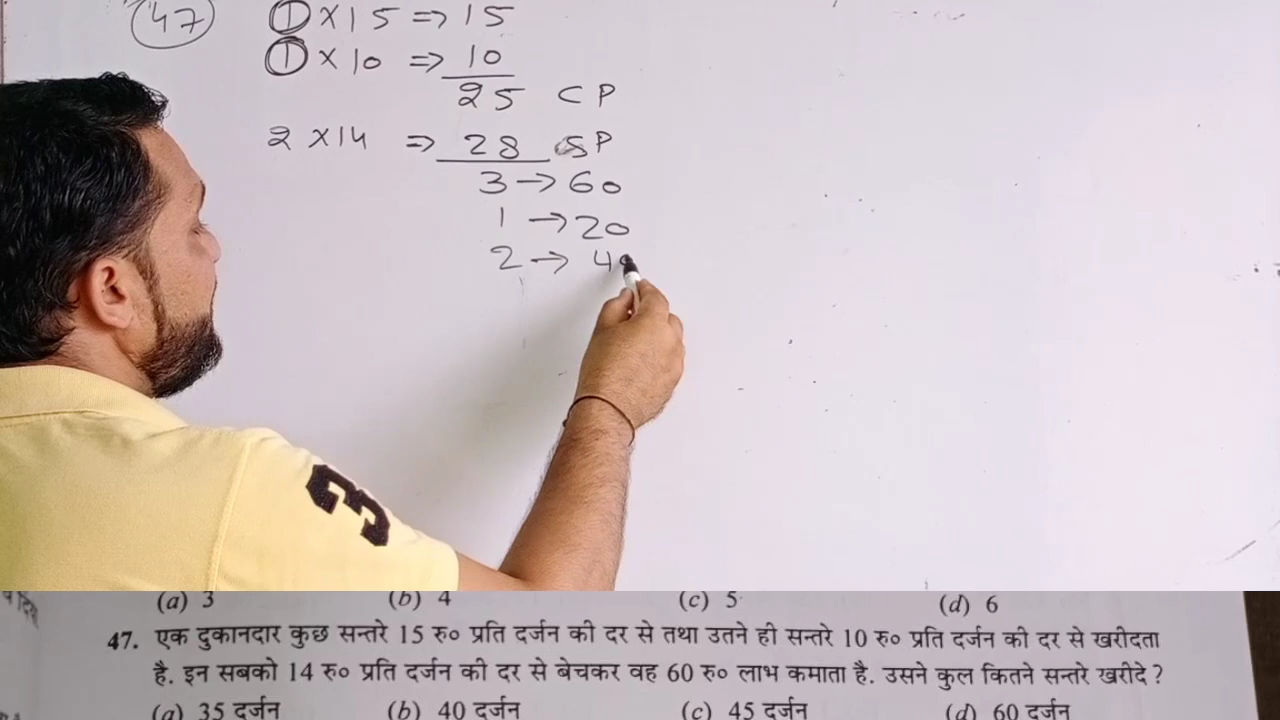 47
1 × 15 ⇒ 15
1 × 10 ⇒ 10
25 CP
2 × 14 ⇒ 28 SP
3 → 60
1 → 20
2 → 40
3
(a) 3 (b) 4 (c) 5 (d) 6
47. एक दुकानदार कुछ सन्तरे 15 रु० प्रति दर्जन की दर से तथा उतने ही सन्तरे 10 रु० प्रति दर्जन की दर से खरीदता
है. इन सबको 14 रु० प्रति दर्जन की दर से बेचकर वह 60 रु० लाभ कमाता है. उसने कुल कितने सन्तरे खरीदे ?
(a) 35 दर्जन (b) 40 दर्जन (c) 45 दर्जन (d) 60 दर्जन